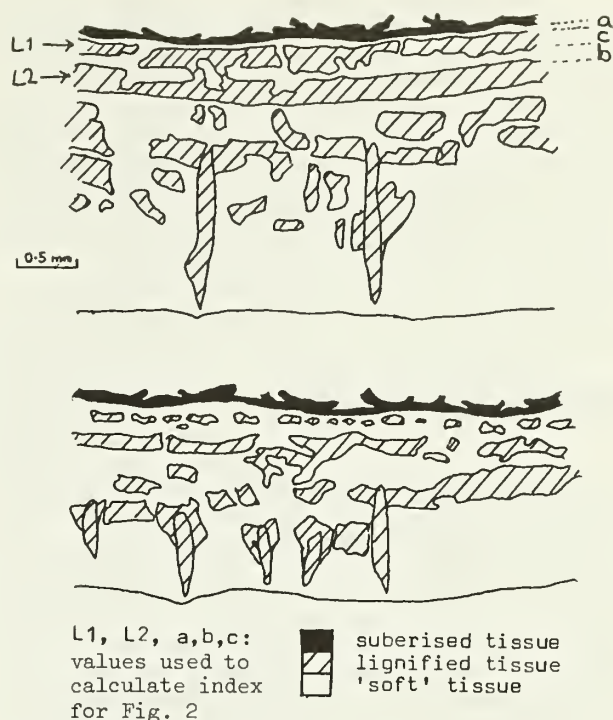 a
L1 → c
b
L2 →
0·5 mm
L1, L2, a,b,c:
values used to
calculate index
for Fig. 2
suberised tissue
lignified tissue
'soft' tissue